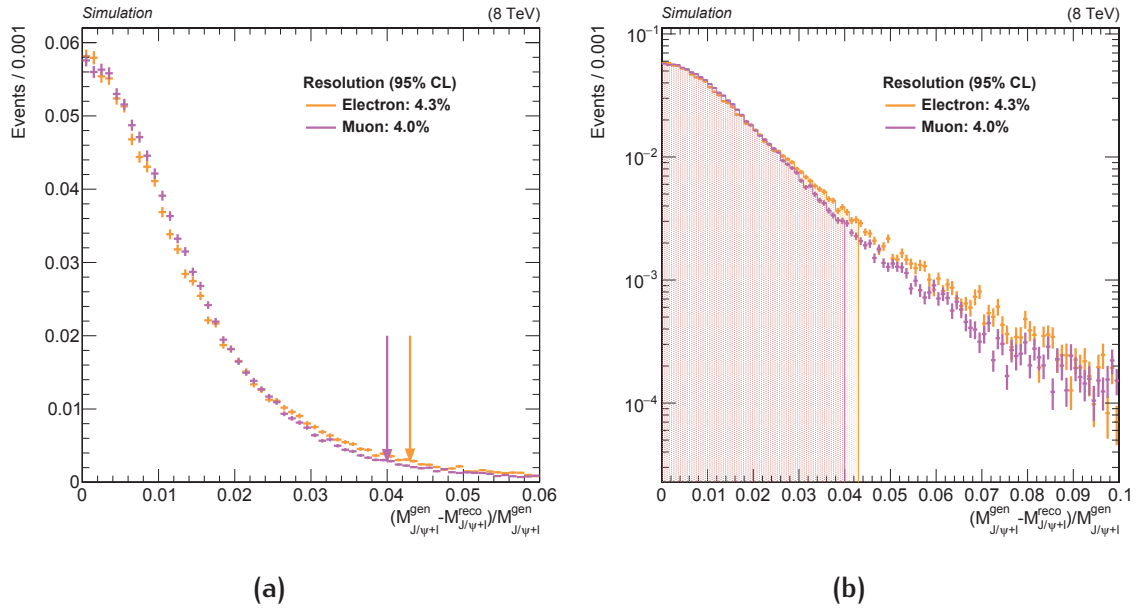 Simulation (8 TeV)
Events / 0.001
0.06
0.05
0.04
0.03
0.02
0.01
0
Resolution (95% CL)
Electron: 4.3%
Muon: 4.0%
0 0.01 0.02 0.03 0.04 0.05 0.06
(M^gen_J/ψ+l-M^reco_J/ψ+l)/M^gen_J/ψ+l
(a)
Simulation (8 TeV)
Events / 0.001
10⁻¹
10⁻²
10⁻³
10⁻⁴
Resolution (95% CL)
Electron: 4.3%
Muon: 4.0%
0 0.01 0.02 0.03 0.04 0.05 0.06 0.07 0.08 0.09 0.1
(M^gen_J/ψ+l-M^reco_J/ψ+l)/M^gen_J/ψ+l
(b)